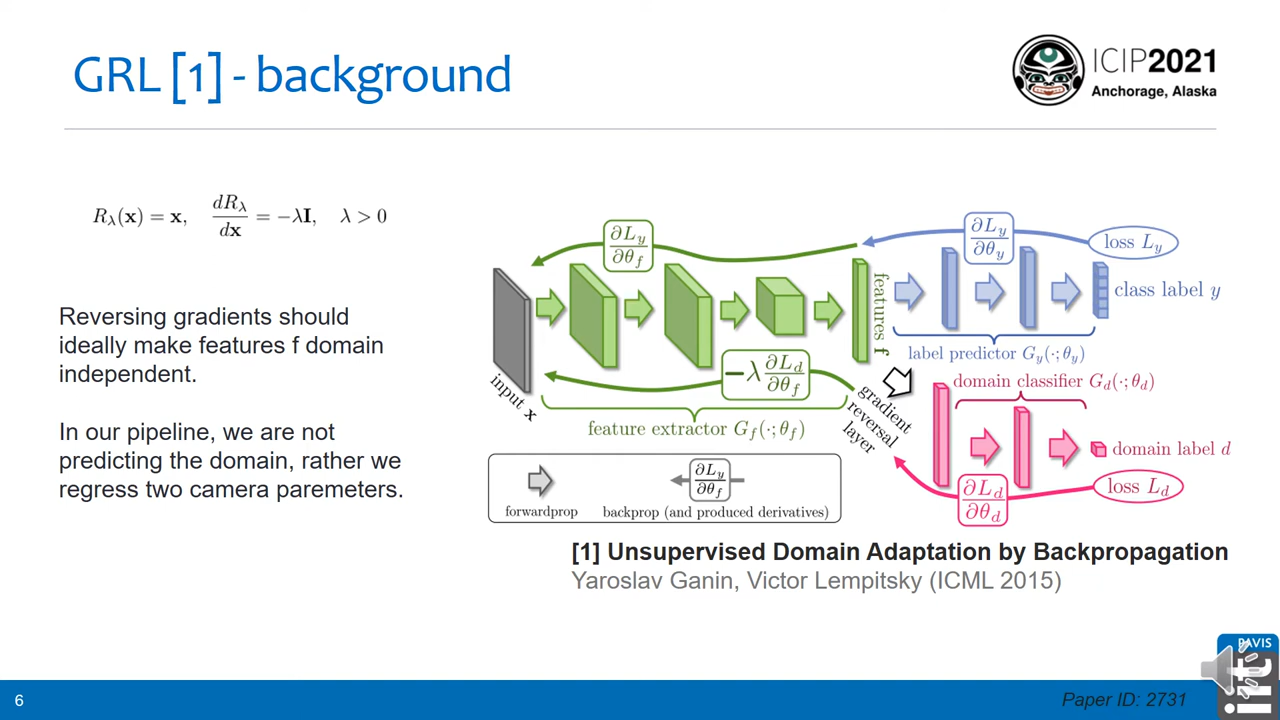 GRL [1] - background
ICIP2021
Anchorage, Alaska
R_λ(x) = x, dR_λ/dx = −λI, λ > 0
Reversing gradients should
ideally make features f domain
independent.
In our pipeline, we are not
predicting the domain, rather we
regress two camera paremeters.
∂L_y/∂θ_f
∂L_y/∂θ_y
loss L_y
input x
features f
class label y
label predictor G_y(·;θ_y)
−λ ∂L_d/∂θ_f
feature extractor G_f(·;θ_f)
gradient
reversal
layer
domain classifier G_d(·;θ_d)
domain label d
∂L_d/∂θ_d
loss L_d
∂L_y/∂θ_f
forwardprop
backprop (and produced derivatives)
[1] Unsupervised Domain Adaptation by Backpropagation
Yaroslav Ganin, Victor Lempitsky (ICML 2015)
PAVIS
iit
6
Paper ID: 2731